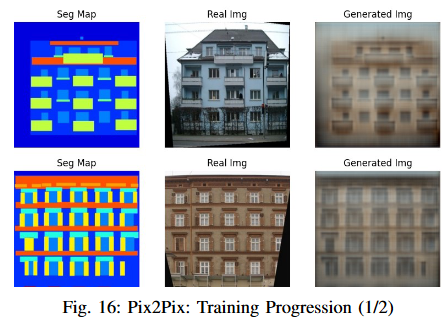 Seg Map Real Img Generated Img
Seg Map Real Img Generated Img
Fig. 16: Pix2Pix: Training Progression (1/2)